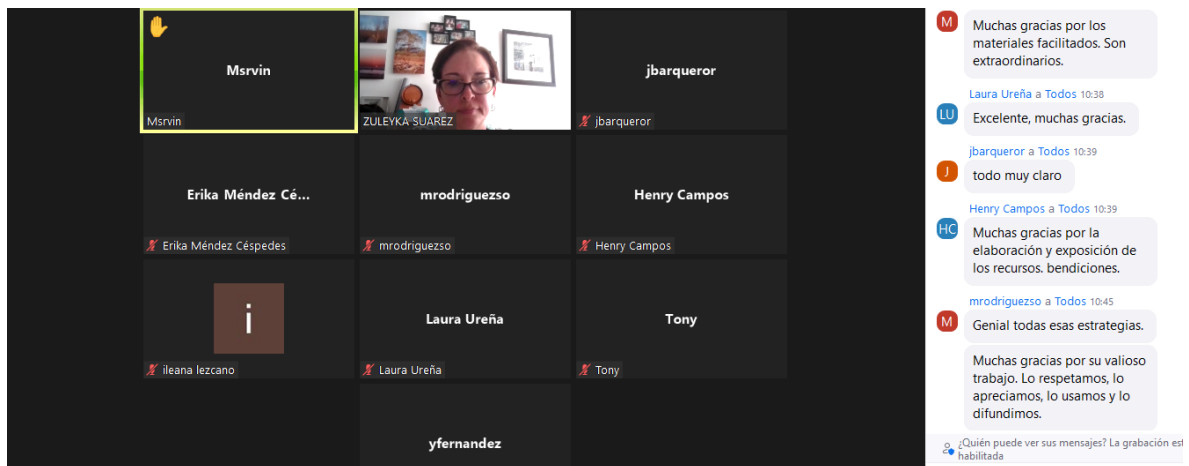 Msrvin
Msrvin
ZULEYKA SUAREZ
jbarqueror
jbarqueror
Erika Méndez Cé...
Erika Méndez Céspedes
mrodriguezso
mrodriguezso
Henry Campos
Henry Campos
i
ileana lezcano
Laura Ureña
Laura Ureña
Tony
Tony
yfernandez
M
Muchas gracias por los
materiales facilitados. Son
extraordinarios.
Laura Ureña a Todos 10:38
LU
Excelente, muchas gracias.
jbarqueror a Todos 10:39
J
todo muy claro
Henry Campos a Todos 10:39
HC
Muchas gracias por la
elaboración y exposición de
los recursos. bendiciones.
mrodriguezso a Todos 10:45
M
Genial todas esas estrategias.
Muchas gracias por su valioso
trabajo. Lo respetamos, lo
apreciamos, lo usamos y lo
difundimos.
¿Quién puede ver sus mensajes? La grabación est
habilitada